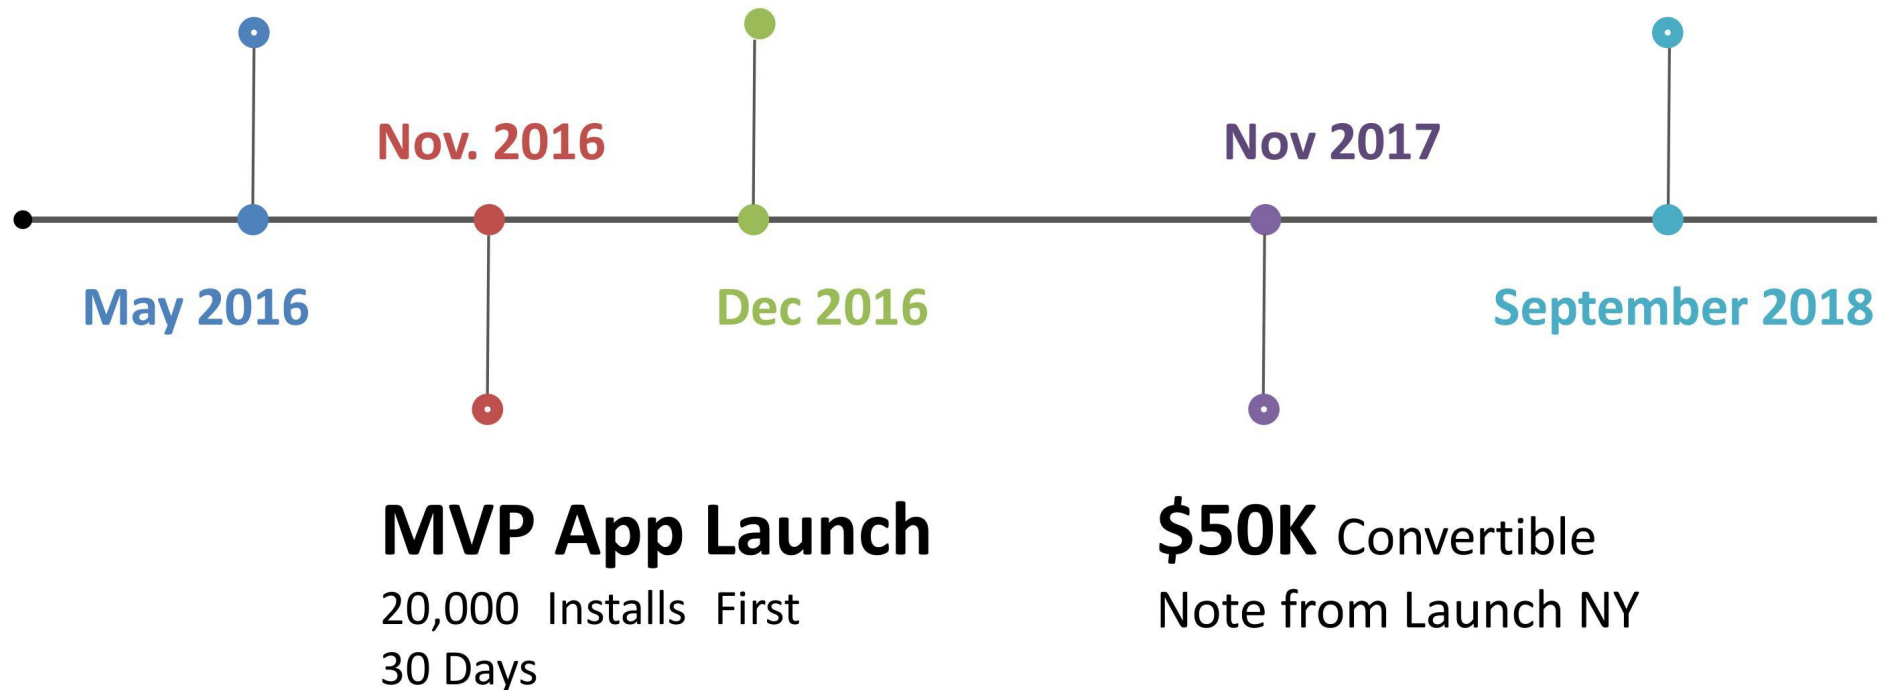 Nov. 2016
Nov 2017
May 2016
Dec 2016
September 2018
MVP App Launch
20,000 Installs First
30 Days
$50K Convertible
Note from Launch NY